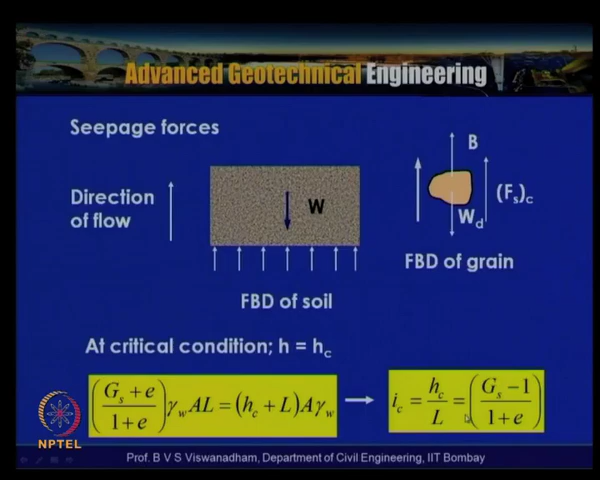 Advanced Geotechnical Engineering
Seepage forces
Direction
of flow
W
FBD of soil
B
(Fs)c
Wd
FBD of grain
At critical condition; h = hc
((Gs + e)/(1 + e)) γw AL = (hc + L)Aγw → ic = hc/L = ((Gs − 1)/(1 + e))
NPTEL
Prof. B V S Viswanadham, Department of Civil Engineering, IIT Bombay